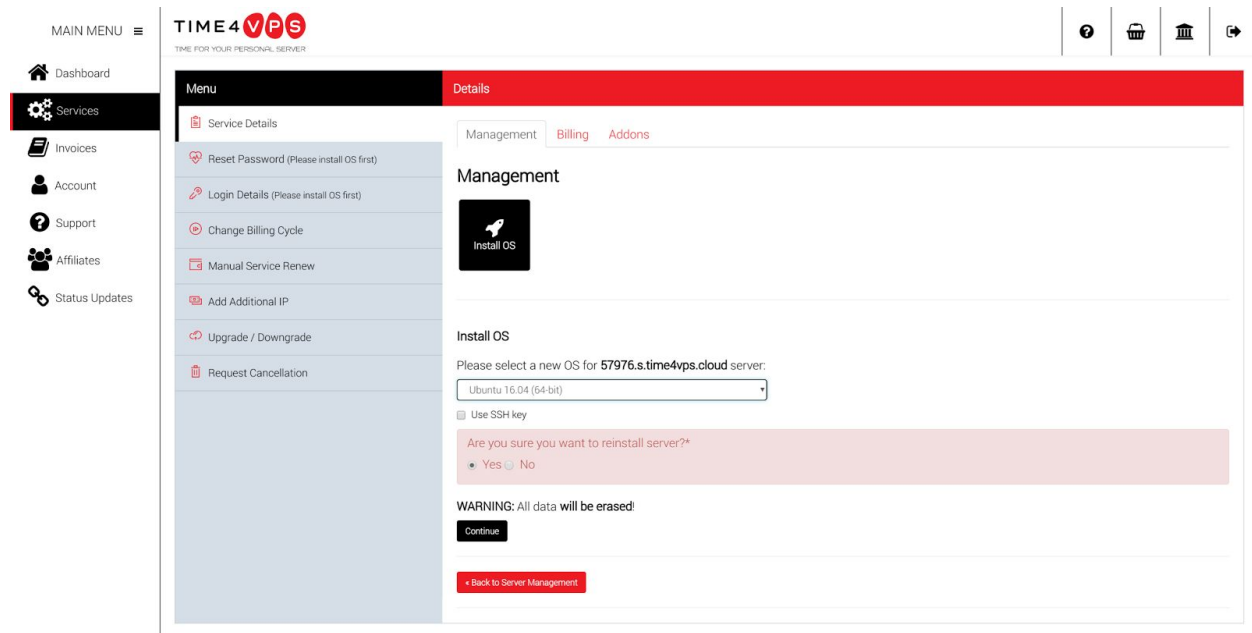 MAIN MENU
TIME4VPS
TIME FOR YOUR PERSONAL SERVER
Dashboard
Services
Invoices
Account
Support
Affiliates
Status Updates
Menu
Service Details
Reset Password (Please install OS first)
Login Details (Please install OS first)
Change Billing Cycle
Manual Service Renew
Add Additional IP
Upgrade / Downgrade
Request Cancellation
Details
Management Billing Addons
Management
Install OS
Install OS
Please select a new OS for 57976.s.time4vps.cloud server:
Ubuntu 16.04 (64-bit)
Use SSH key
Are you sure you want to reinstall server?*
Yes No
WARNING: All data will be erased!
Continue
« Back to Server Management